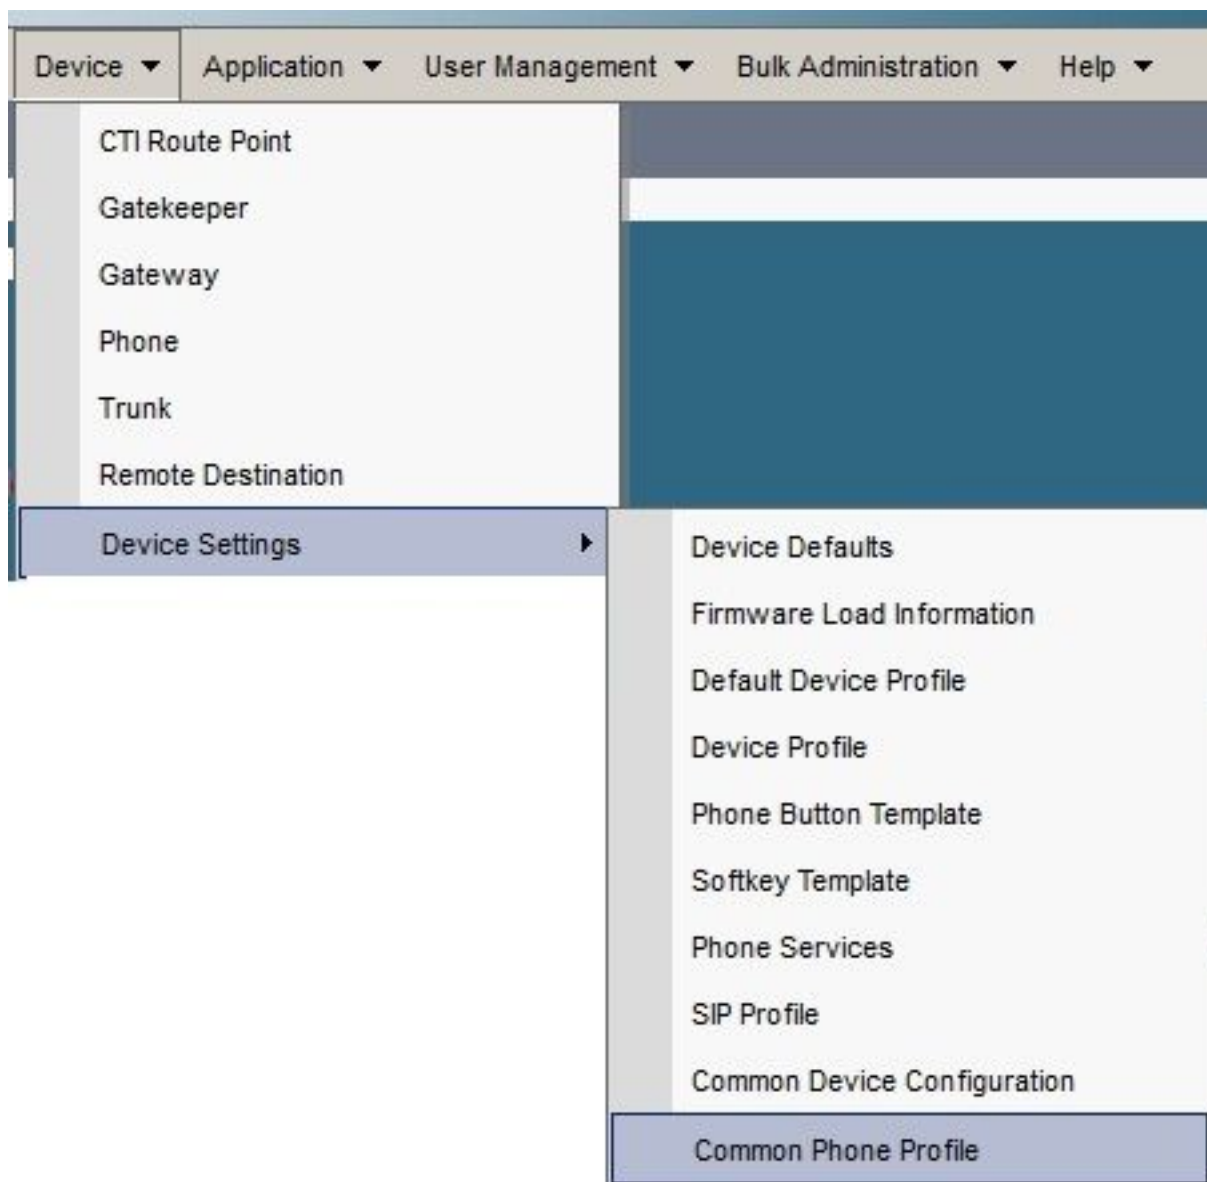 Device Application User Management Bulk Administration Help
CTI Route Point
Gatekeeper
Gateway
Phone
Trunk
Remote Destination
Device Settings
Device Defaults
Firmware Load Information
Default Device Profile
Device Profile
Phone Button Template
Softkey Template
Phone Services
SIP Profile
Common Device Configuration
Common Phone Profile